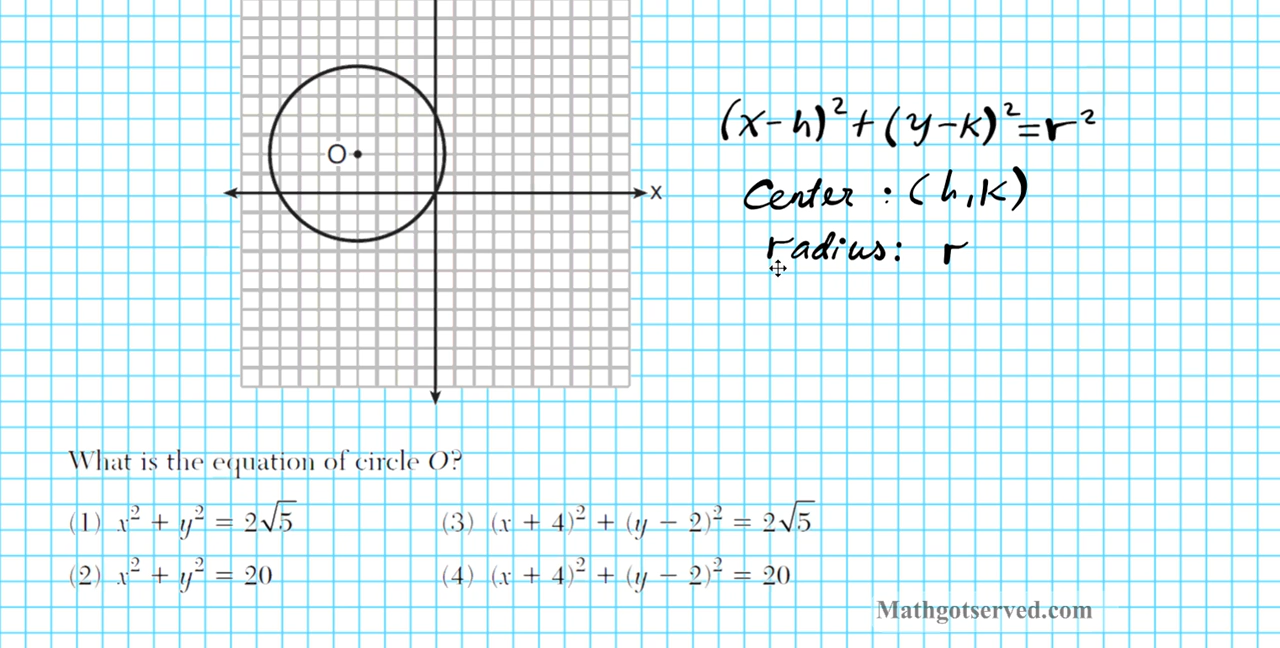 O
x
(x-h)²+(y-k)²=r²
Center : (h,k)
radius: r
What is the equation of circle O?
(1) x² + y² = 2√5
(3) (x + 4)² + (y − 2)² = 2√5
(2) x² + y² = 20
(4) (x + 4)² + (y − 2)² = 20
Mathgotserved.com